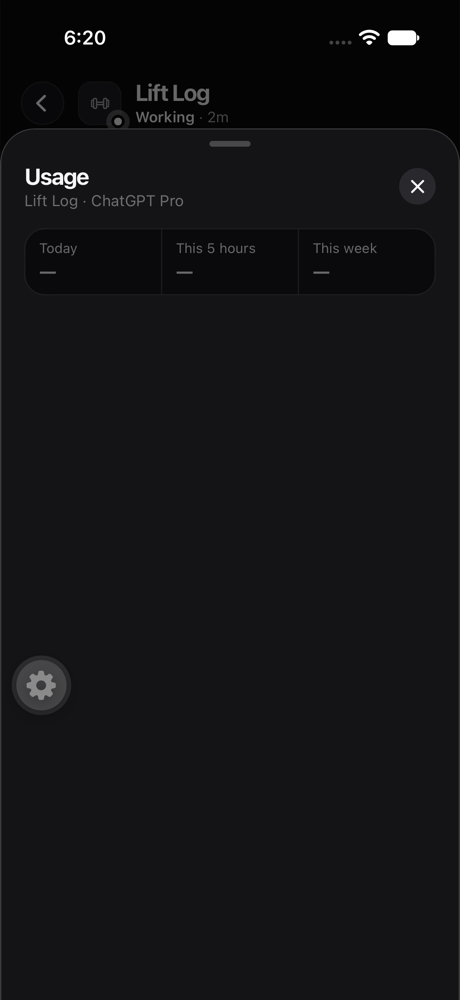 6:20
Lift Log
Working · 2m
Usage
Lift Log · ChatGPT Pro
Today
This 5 hours
This week
—
—
—